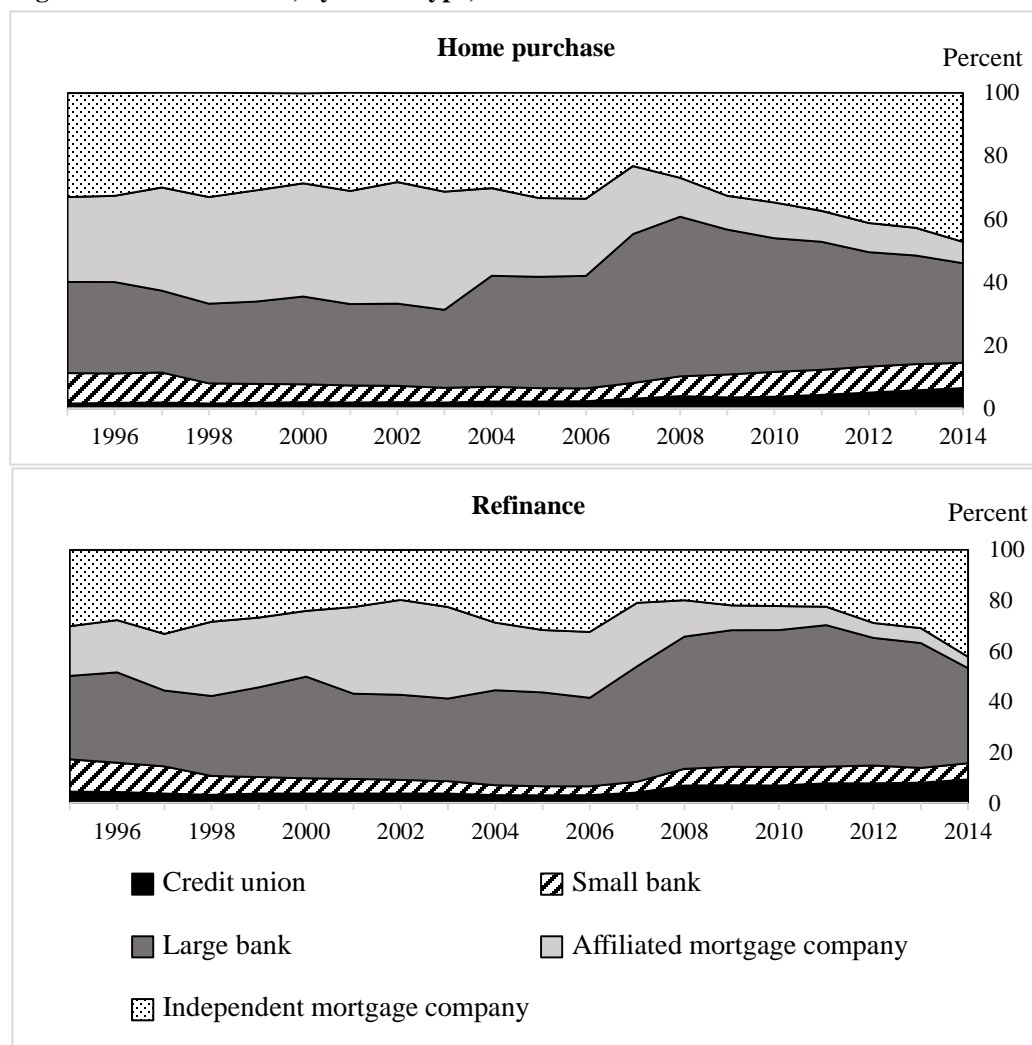 Home purchase
Percent
100
80
60
40
20
0
1996 1998 2000 2002 2004 2006 2008 2010 2012 2014
Refinance
Percent
100
80
60
40
20
0
1996 1998 2000 2002 2004 2006 2008 2010 2012 2014
Credit union Small bank
Large bank Affiliated mortgage company
Independent mortgage company